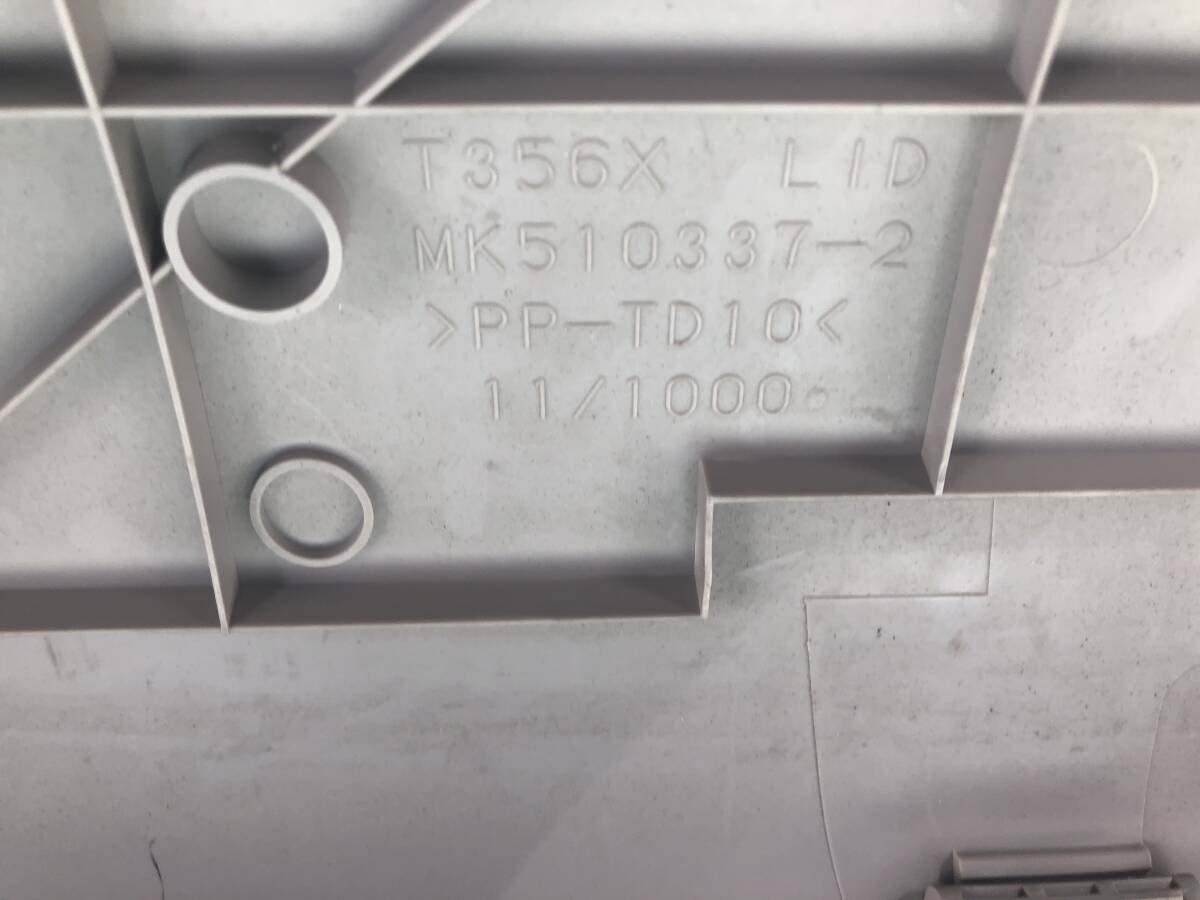 T356X LID
MK510337-2
>PP-TD10<
11/1000